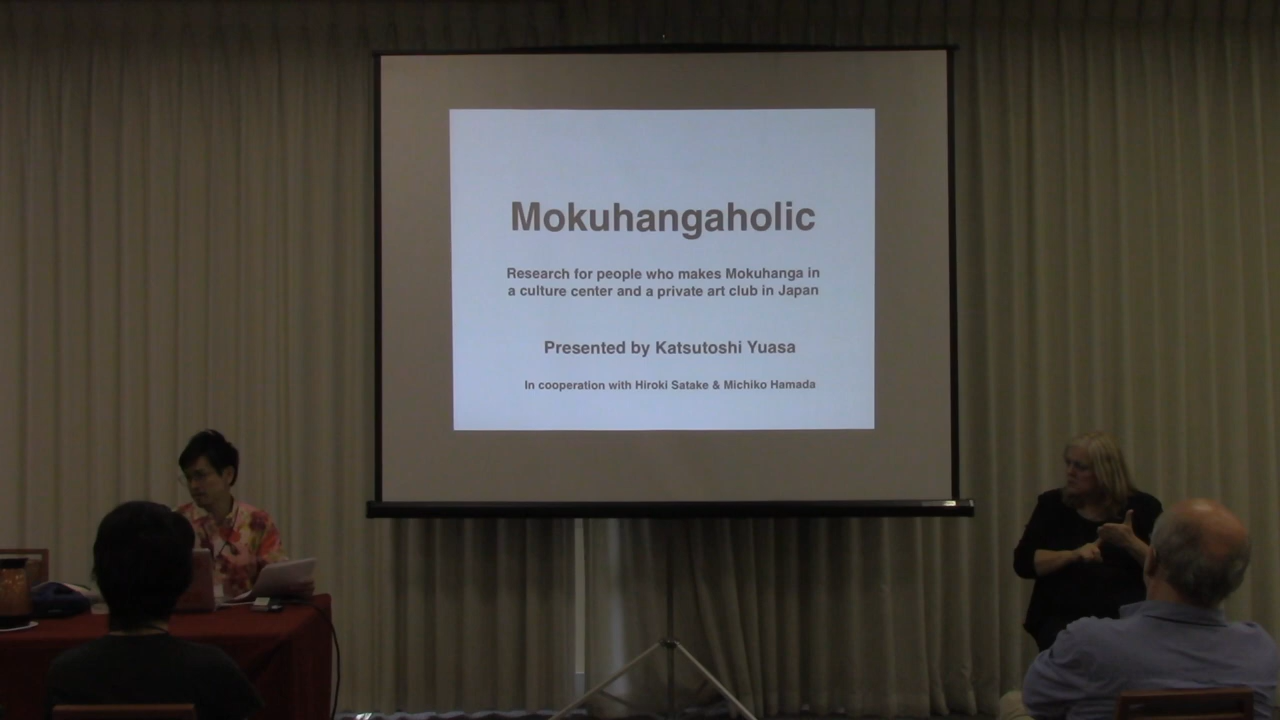 Mokuhangaholic
Research for people who makes Mokuhanga in
a culture center and a private art club in Japan
Presented by Katsutoshi Yuasa
In cooperation with Hiroki Satake & Michiko Hamada